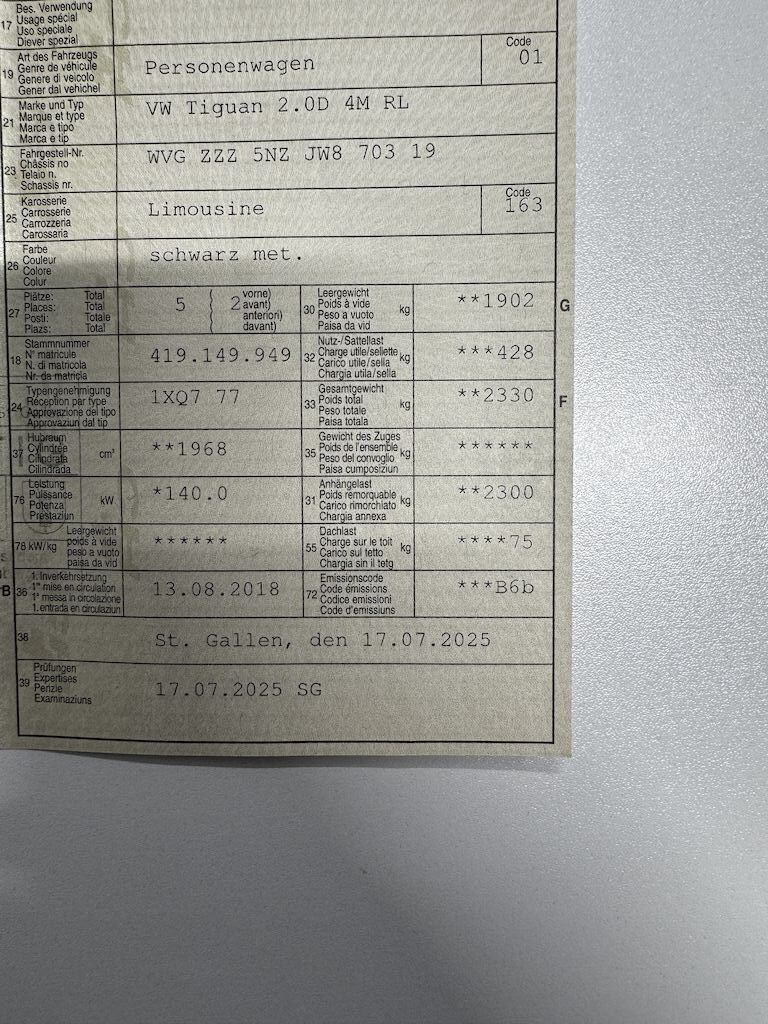 17 Bes. Verwendung
Usage spécial
Uso speciale
Diever spezial
19 Art des Fahrzeugs
Genre de véhicule
Genere di veicolo
Gener dal vehichel
Personenwagen
Code
01
21 Marke und Typ
Marque et type
Marca e tipo
Marca e tip
VW Tiguan 2.0D 4M RL
23 Fahrgestell-Nr.
Châssis no
Telaio n.
Schassis nr.
WVG ZZZ 5NZ JW8 703 19
25 Karosserie
Carrosserie
Carrozzeria
Carossaria
Limousine
Code
163
26 Farbe
Couleur
Colore
Colur
schwarz met.
27 Plätze: Total
Places: Total
Posti: Totale
Plazs: Total
5 ( 2 vorne)
( avant)
( anteriori)
( davant)
30 Leergewicht
Poids à vide kg
Peso a vuoto
Paisa da vid
**1902
G
18 Stammnummer
N° matricule
N. di matricola
Nr. da matricla
419.149.949
32 Nutz-/Sattellast
Charge utile/sellette kg
Carico utile/sella
Chargia utila/sella
***428
24 Typengenehmigung
Réception par type
Approvazione del tipo
Approvaziun dal tip
1XQ7 77
33 Gesamtgewicht
Poids total kg
Peso totale
Paisa totala
**2330
F
37 Hubraum
Cylindrée cm³
Cilindrata
Cilindrada
**1968
35 Gewicht des Zuges
Poids de l'ensemble kg
Peso del convoglio
Paisa cumposiziun
******
76 Leistung
Puissance kW
Potenza
Prestaziun
*140.0
31 Anhängelast
Poids remorquable kg
Carico rimorchiato
Chargia annexa
**2300
78 kW/kg Leergewicht
poids à vide
peso a vuoto
paisa da vid
******
55 Dachlast
Charge sur le toit kg
Carico sul tetto
Chargia sin il tetg
****75
B 36 1. Inverkehrsetzung
1re mise en circulation
1a messa in circolazione
1. entrada en circulaziun
13.08.2018
72 Emissionscode
Code émissions
Codice emissioni
Code d'emissiuns
***B6b
38 St. Gallen, den 17.07.2025
39 Prüfungen
Expertises
Perizie
Examinaziuns
17.07.2025 SG